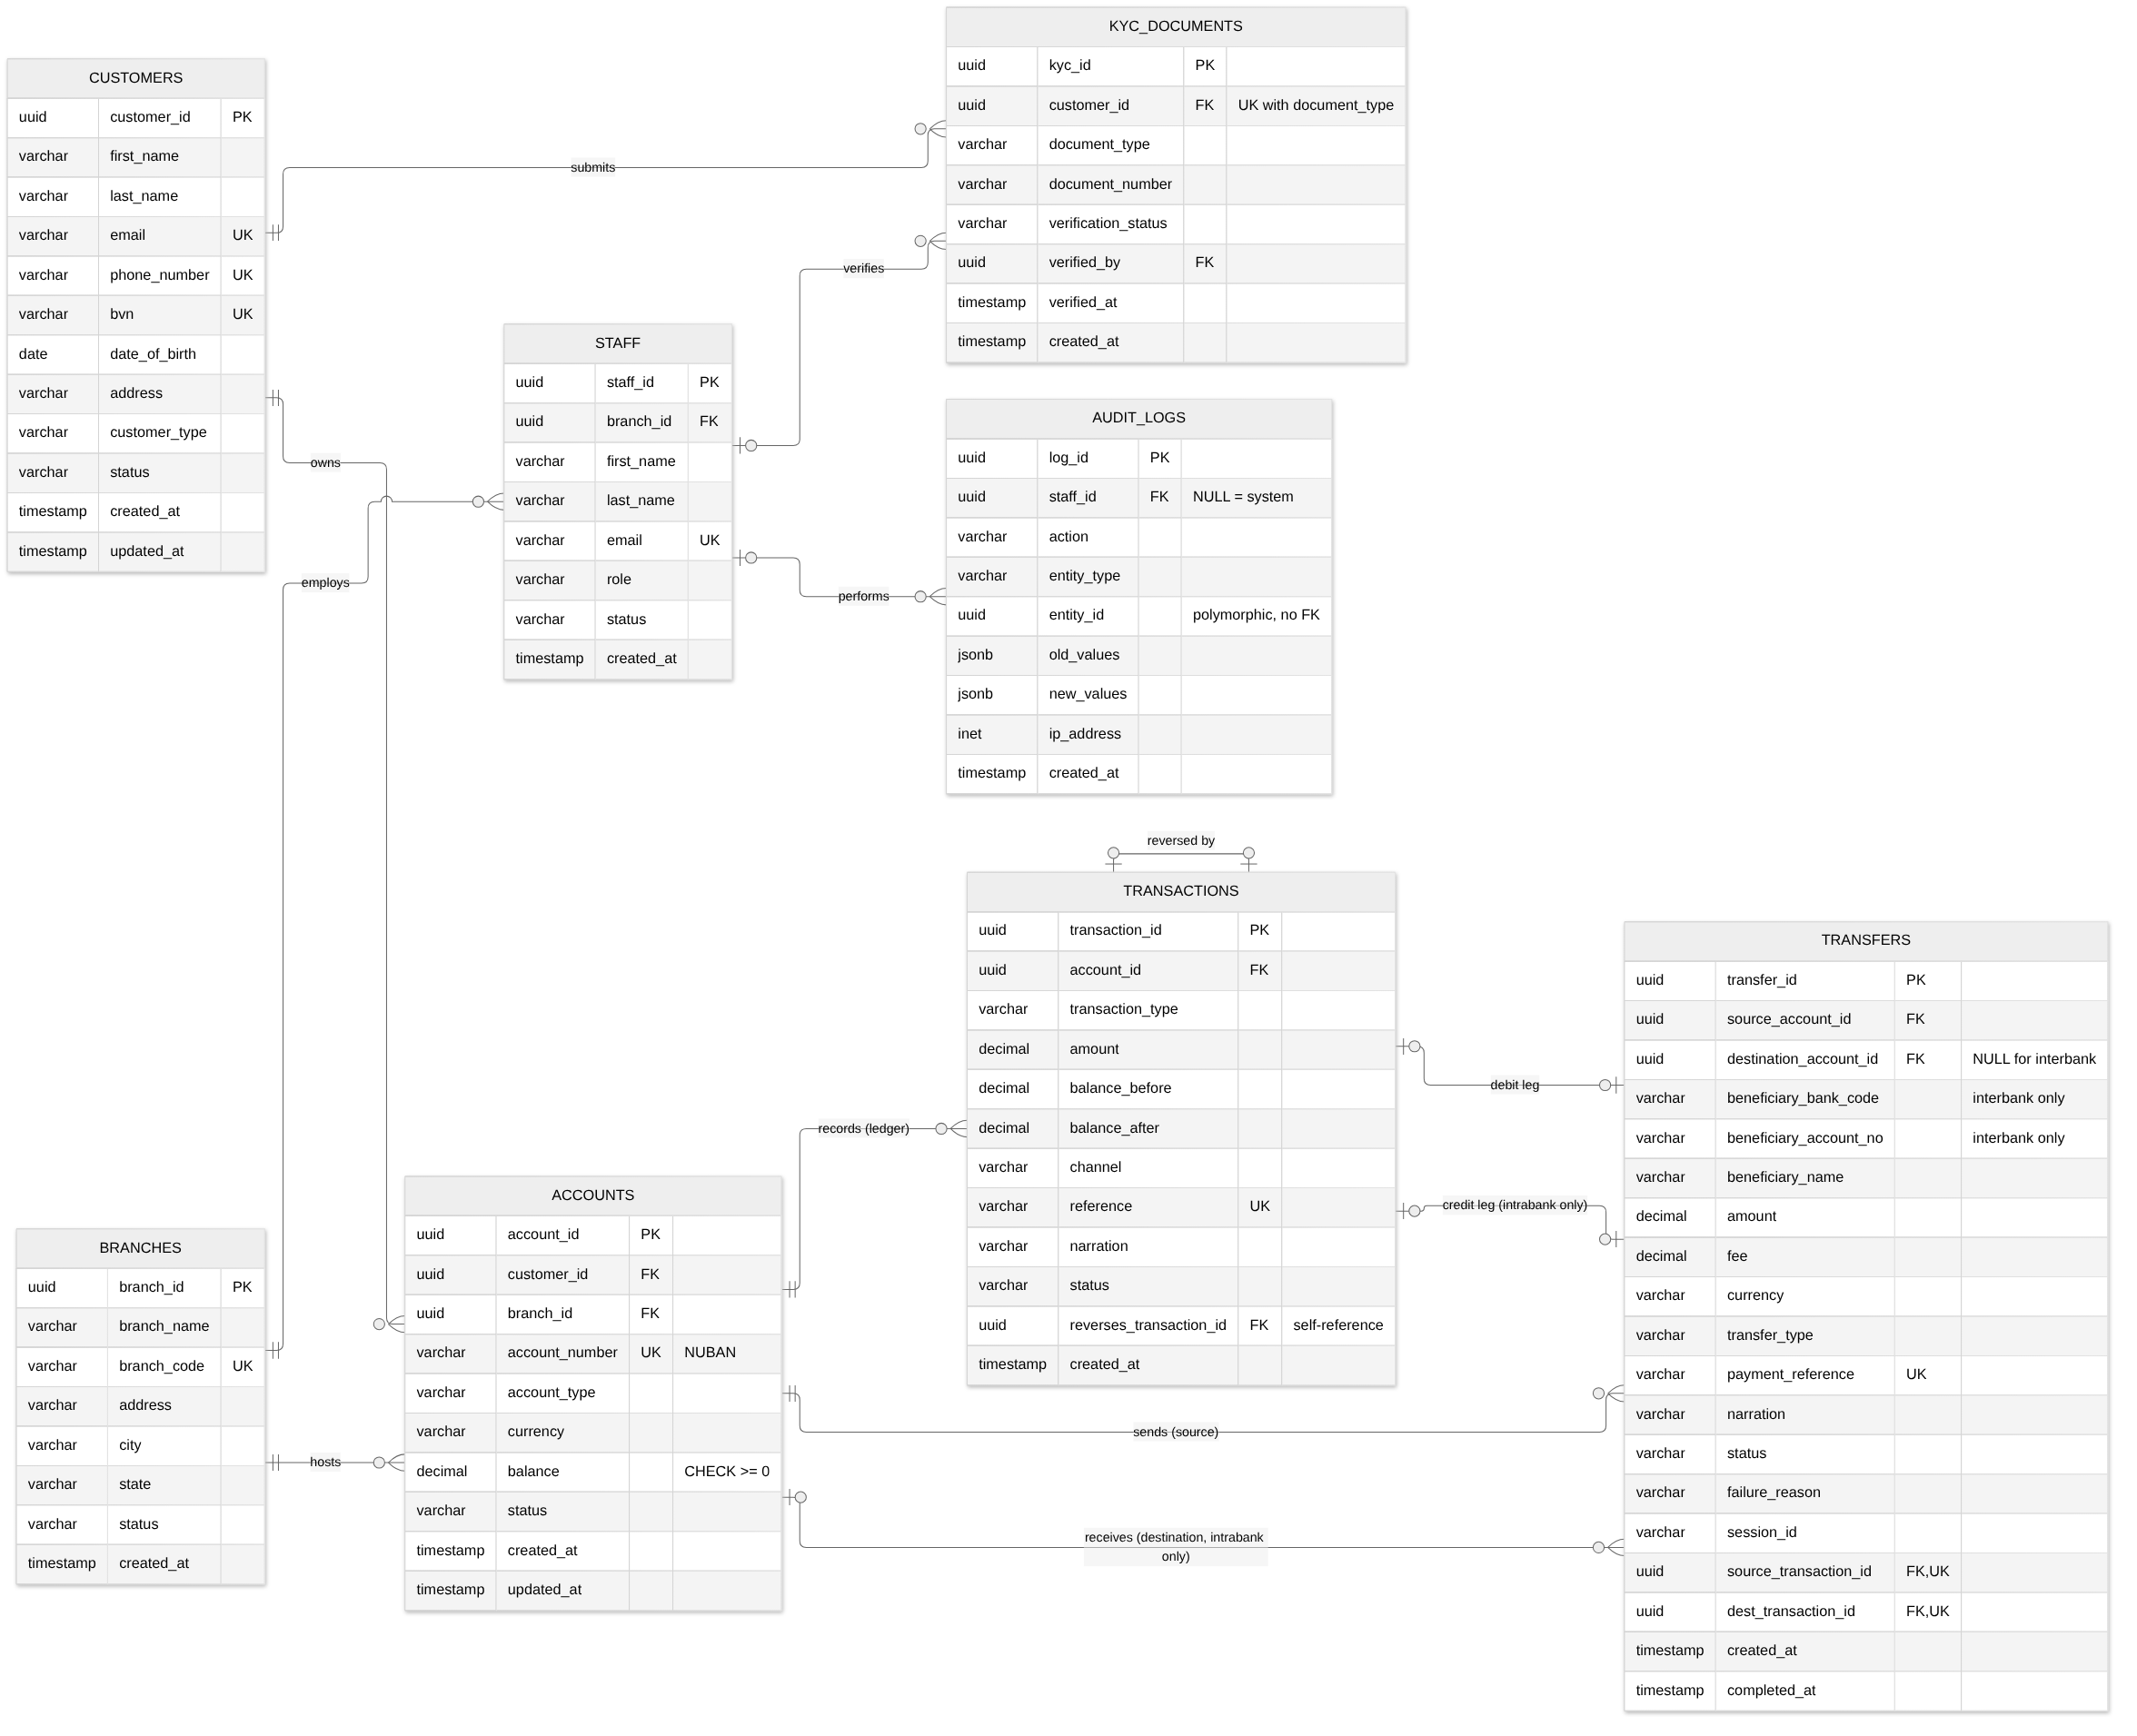 KYC_DOCUMENTS
uuid kyc_id PK
uuid customer_id FK UK with document_type
varchar document_type
varchar document_number
varchar verification_status
uuid verified_by FK
timestamp verified_at
timestamp created_at
CUSTOMERS
uuid customer_id PK
varchar first_name
varchar last_name
varchar email UK
varchar phone_number UK
varchar bvn UK
date date_of_birth
varchar address
varchar customer_type
varchar status
timestamp created_at
timestamp updated_at
submits
verifies
owns
employs
performs
STAFF
uuid staff_id PK
uuid branch_id FK
varchar first_name
varchar last_name
varchar email UK
varchar role
varchar status
timestamp created_at
AUDIT_LOGS
uuid log_id PK
uuid staff_id FK NULL = system
varchar action
varchar entity_type
uuid entity_id polymorphic, no FK
jsonb old_values
jsonb new_values
inet ip_address
timestamp created_at
reversed by
TRANSACTIONS
uuid transaction_id PK
uuid account_id FK
varchar transaction_type
decimal amount
decimal balance_before
decimal balance_after
varchar channel
varchar reference UK
varchar narration
varchar status
uuid reverses_transaction_id FK self-reference
timestamp created_at
debit leg
credit leg (intrabank only)
records (ledger)
sends (source)
receives (destination, intrabank
only)
hosts
TRANSFERS
uuid transfer_id PK
uuid source_account_id FK
uuid destination_account_id FK NULL for interbank
varchar beneficiary_bank_code interbank only
varchar beneficiary_account_no interbank only
varchar beneficiary_name
decimal amount
decimal fee
varchar currency
varchar transfer_type
varchar payment_reference UK
varchar narration
varchar status
varchar failure_reason
varchar session_id
uuid source_transaction_id FK,UK
uuid dest_transaction_id FK,UK
timestamp created_at
timestamp completed_at
ACCOUNTS
uuid account_id PK
uuid customer_id FK
uuid branch_id FK
varchar account_number UK NUBAN
varchar account_type
varchar currency
decimal balance CHECK >= 0
varchar status
timestamp created_at
timestamp updated_at
BRANCHES
uuid branch_id PK
varchar branch_name
varchar branch_code UK
varchar address
varchar city
varchar state
varchar status
timestamp created_at